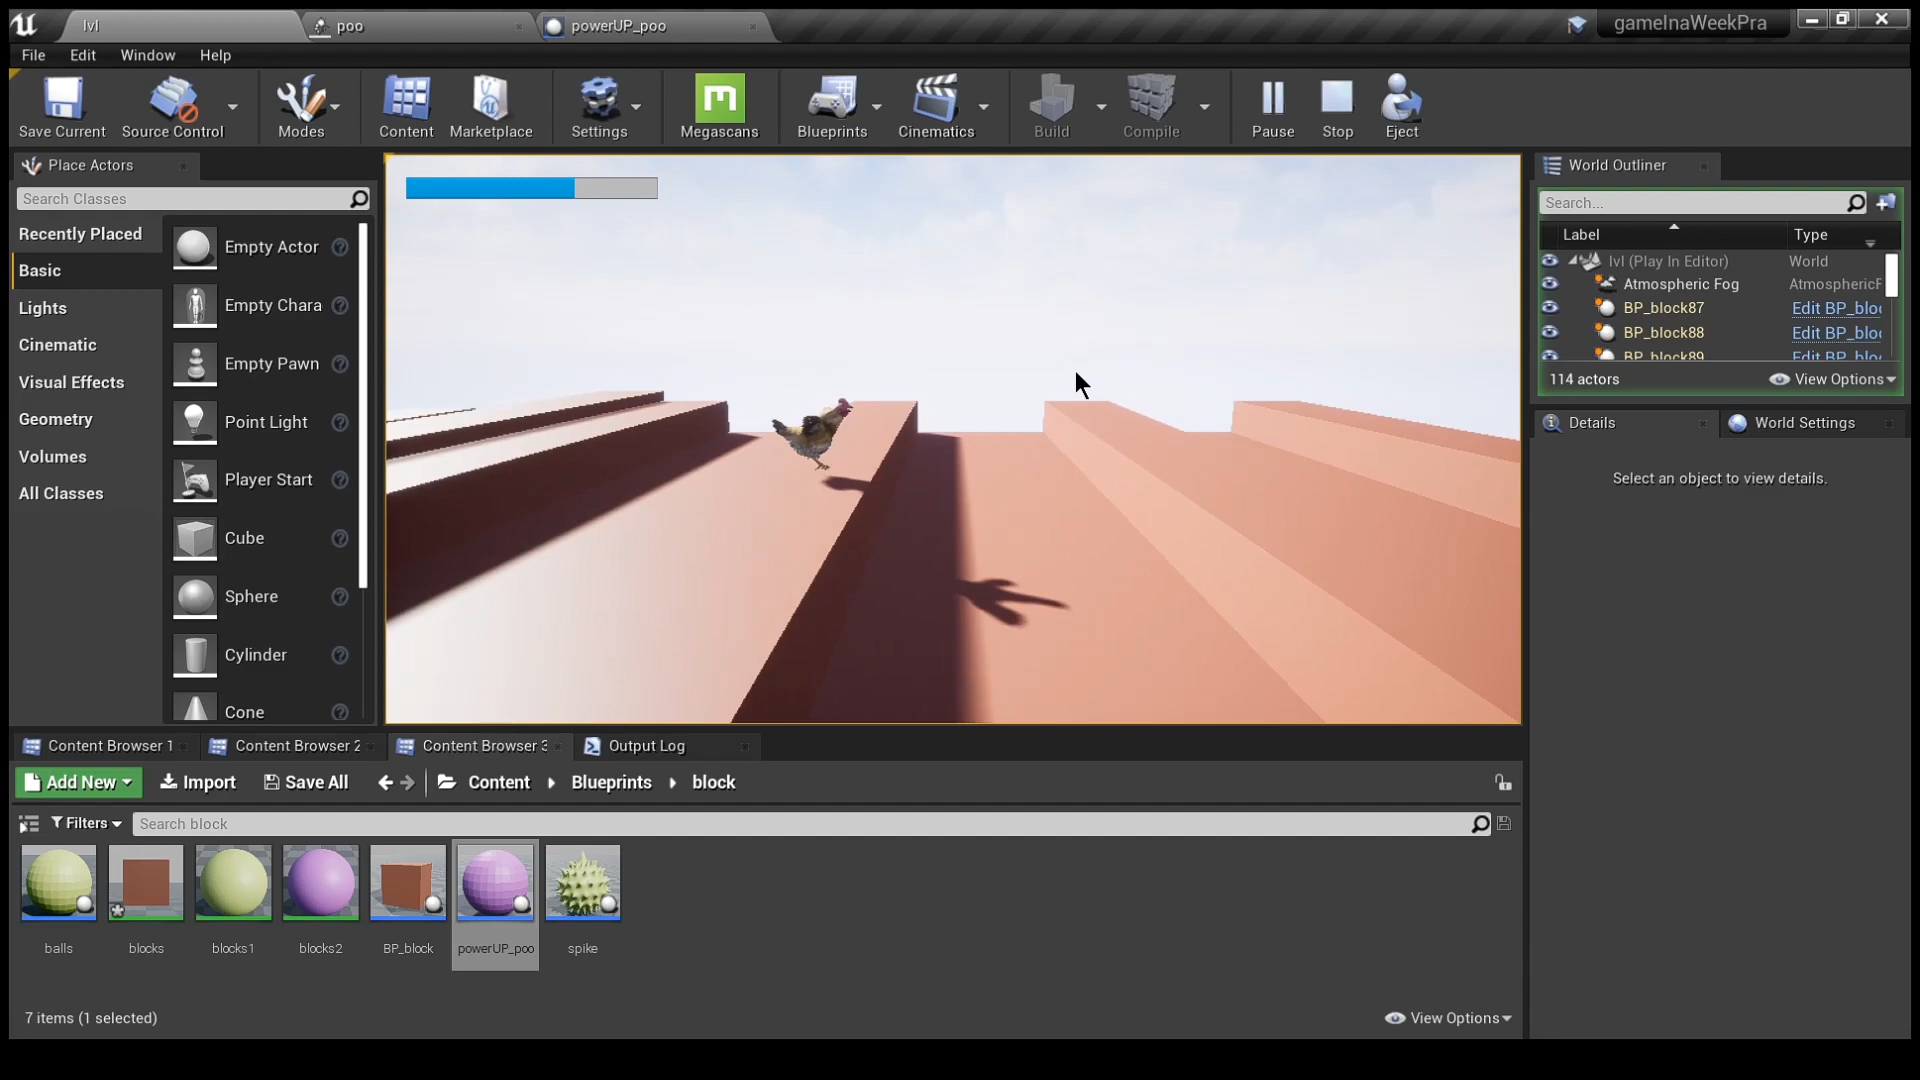 lvl
poo
powerUP_poo
gameInaWeekPra
File Edit Window Help
Save Current
Source Control
Modes
Content
Marketplace
Settings
Megascans
Blueprints
Cinematics
Build
Compile
Pause
Stop
Eject
Place Actors
Search Classes
Recently Placed
Basic
Lights
Cinematic
Visual Effects
Geometry
Volumes
All Classes
Empty Actor
Empty Chara
Empty Pawn
Point Light
Player Start
Cube
Sphere
Cylinder
Cone
World Outliner
Search...
Label Type
lvl (Play In Editor) World
Atmospheric Fog AtmosphericF
BP_block87 Edit BP_blo
BP_block88 Edit BP_blo
BP_block89 Edit BP_blo
114 actors View Options
Details
World Settings
Select an object to view details.
Content Browser 1
Content Browser 2
Content Browser 3
Output Log
Add New Import Save All Content Blueprints block
Filters Search block
balls
blocks
blocks1
blocks2
BP_block
powerUP_poo
spike
7 items (1 selected)
View Options